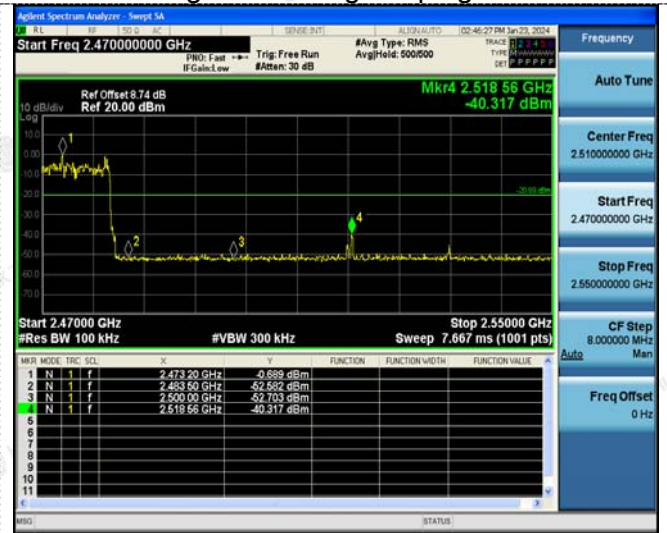 Agilent Spectrum Analyzer - Swept SA
RL RF 50 Ω AC SENSE:INT ALIGNAUTO 02:46:27 PM Jan 23, 2024
Start Freq 2.470000000 GHz
PNO: Fast Trig: Free Run
IFGain:Low #Atten: 30 dB
#Avg Type: RMS
Avg|Hold: 500/500
TRACE 1 2 3 4 5 6
TYPE
DET P P P P P P
Frequency
Auto Tune
Center Freq
2.510000000 GHz
Start Freq
2.470000000 GHz
Stop Freq
2.550000000 GHz
CF Step
8.000000 MHz
Auto Man
Freq Offset
0 Hz
Mkr4 2.518 56 GHz
-40.317 dBm
Ref Offset 8.74 dB
10 dB/div Ref 20.00 dBm
Log
10.0
0.00
-10.0
-20.0
-30.0
-40.0
-50.0
-60.0
-70.0
1
2
3
4
Start 2.47000 GHz Stop 2.55000 GHz
#Res BW 100 kHz #VBW 300 kHz Sweep 7.667 ms (1001 pts)
MKR MODE TRC SCL X Y FUNCTION FUNCTION WIDTH FUNCTION VALUE
1 N 1 f 2.473 20 GHz -0.689 dBm
2 N 1 f 2.483 50 GHz -52.582 dBm
3 N 1 f 2.500 00 GHz -52.703 dBm
4 N 1 f 2.518 56 GHz -40.317 dBm
5
6
7
8
9
10
11
MSG STATUS